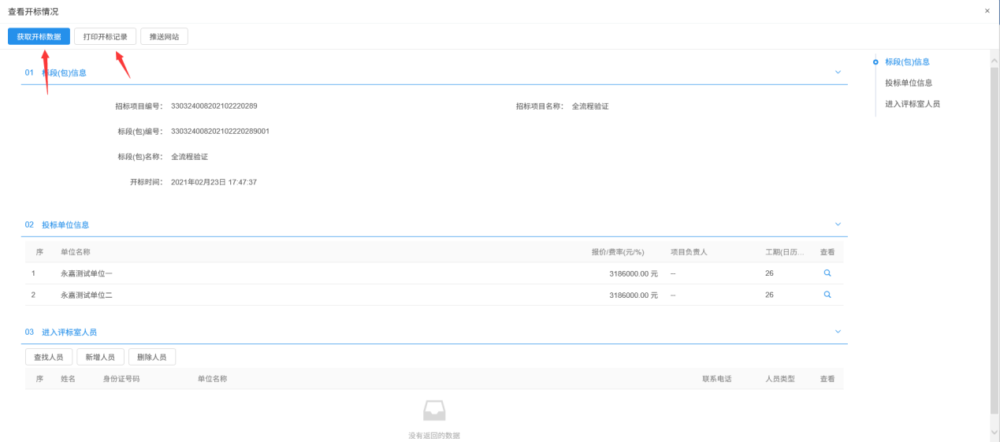 查看开标情况 ×
获取开标数据 打印开标记录 推送网站
标段(包)信息
投标单位信息
进入评标室人员
01 标段(包)信息
招标项目编号： 330324008202102220289 招标项目名称： 全流程验证
标段(包)编号： 330324008202102220289001
标段(包)名称： 全流程验证
开标时间： 2021年02月23日 17:47:37
02 投标单位信息
序 单位名称 报价/费率(元/%) 项目负责人 工期(日历... 查看
1 永嘉测试单位一 3186000.00 元 -- 26
2 永嘉测试单位二 3186000.00 元 -- 26
03 进入评标室人员
查找人员 新增人员 删除人员
序 姓名 身份证号码 单位名称 联系电话 人员类型 查看
没有返回的数据